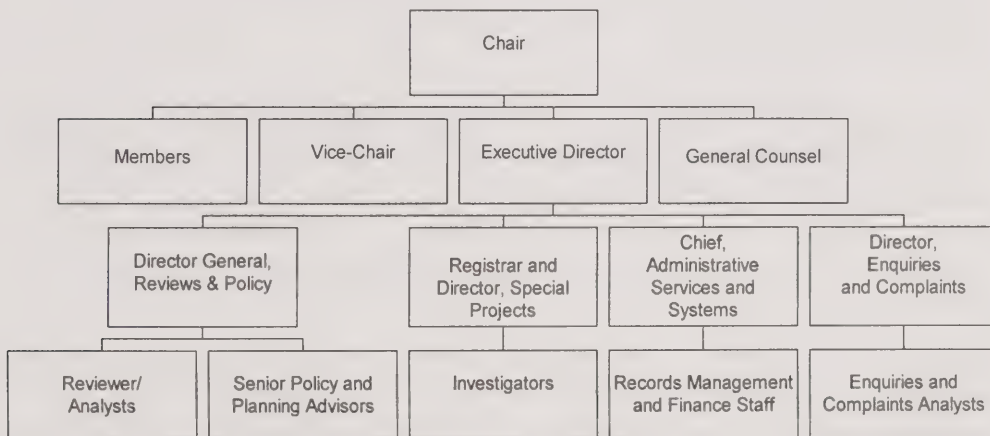 Chair
Members
Vice-Chair
Executive Director
General Counsel
Director General,
Reviews & Policy
Registrar and
Director, Special
Projects
Chief,
Administrative
Services and
Systems
Director,
Enquiries
and Complaints
Reviewer/
Analysts
Senior Policy and
Planning Advisors
Investigators
Records Management
and Finance Staff
Enquiries and
Complaints Analysts